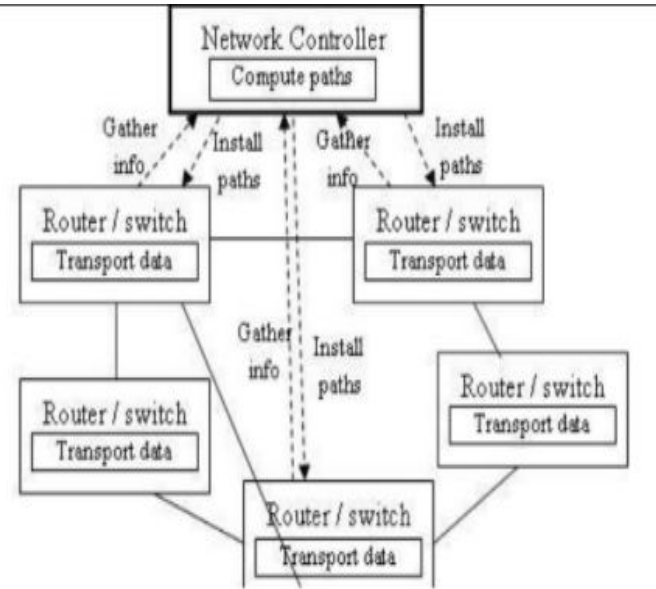 Network Controller
Compute paths
Gather
info
Install
paths
Gather
info
Install
paths
Router / switch
Transport data
Router / switch
Transport data
Gather
info
Install
paths
Router / switch
Transport data
Router / switch
Transport data
Router / switch
Transport data